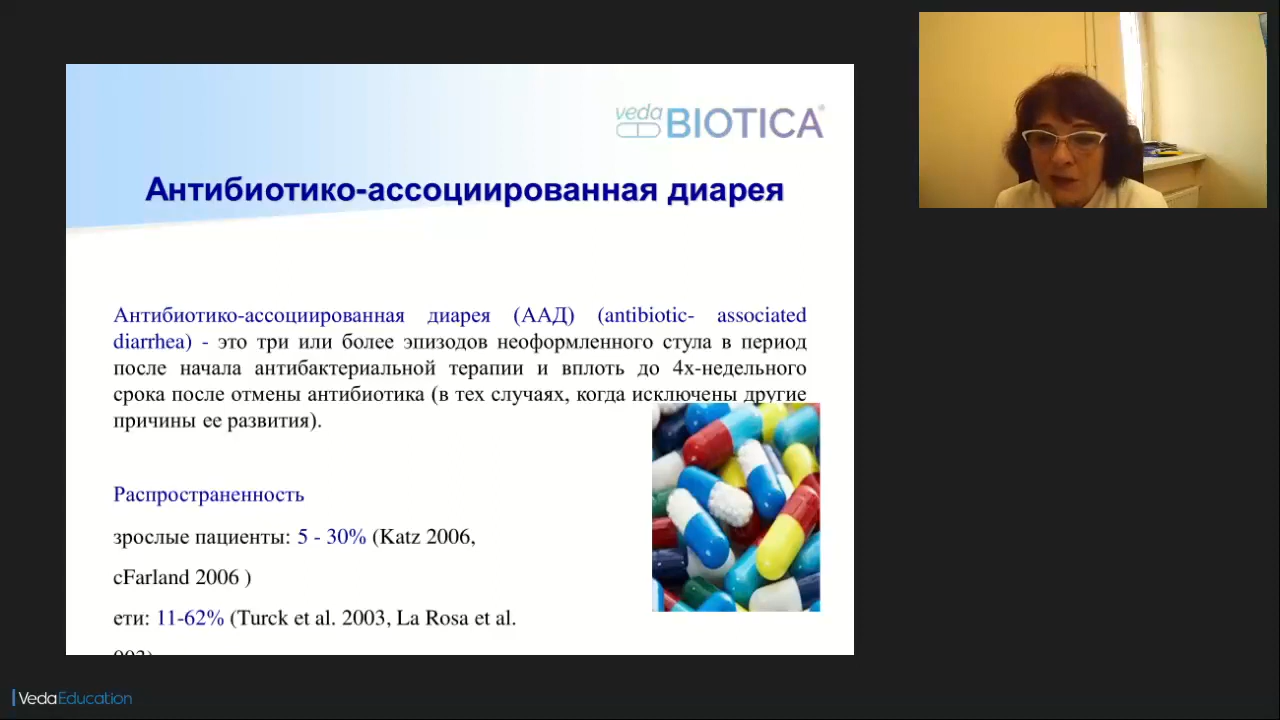 veda BIOTICA®
Антибиотико-ассоциированная диарея
Антибиотико-ассоциированная диарея (ААД) (antibiotic- associated
diarrhea) - это три или более эпизодов неоформленного стула в период
после начала антибактериальной терапии и вплоть до 4х-недельного
срока после отмены антибиотика (в тех случаях, когда исключены другие
причины ее развития).
Распространенность
зрослые пациенты: 5 - 30% (Katz 2006,
cFarland 2006 )
ети: 11-62% (Turck et al. 2003, La Rosa et al.
VedaEducation